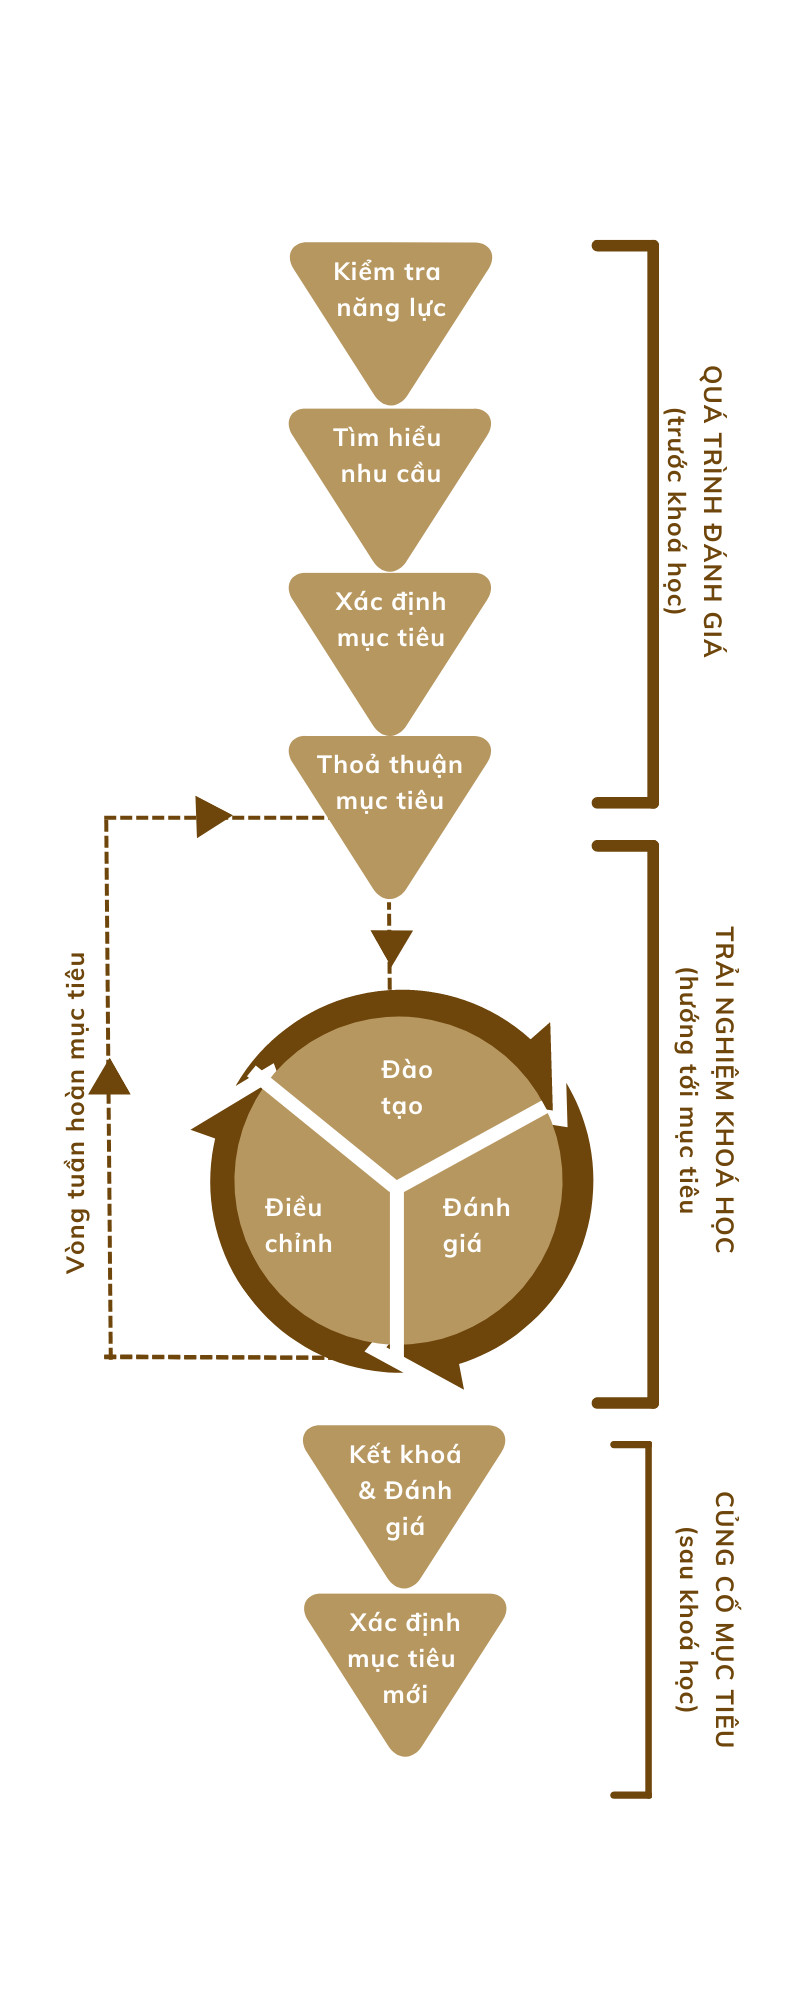 Kiểm tra
năng lực
Tìm hiểu
nhu cầu
Xác định
mục tiêu
Thoả thuận
mục tiêu
QUÁ TRÌNH ĐÁNH GIÁ
(trước khoá học)
Vòng tuần hoàn mục tiêu
Đào
tạo
Điều
chỉnh
Đánh
giá
TRẢI NGHIỆM KHOÁ HỌC
(hướng tới mục tiêu
Kết khoá
& Đánh
giá
Xác định
mục tiêu
mới
CỦNG CỐ MỤC TIÊU
(sau khoá học)